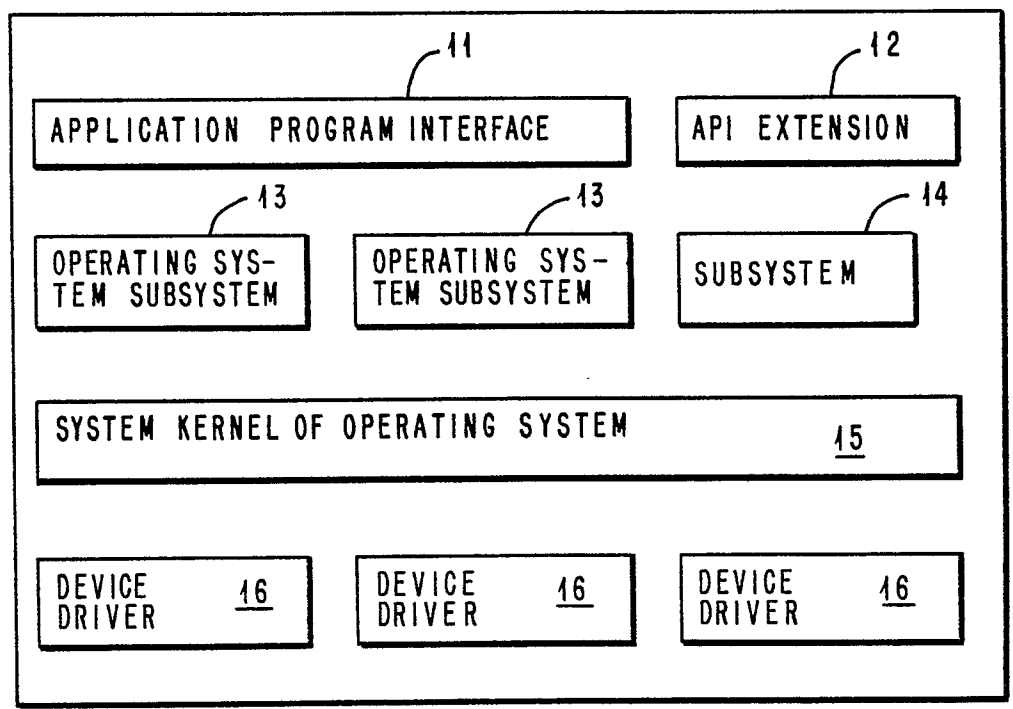 11
12
APPLICATION PROGRAM INTERFACE
API EXTENSION
13
13
14
OPERATING SYS-
TEM SUBSYSTEM
OPERATING SYS-
TEM SUBSYSTEM
SUBSYSTEM
SYSTEM KERNEL OF OPERATING SYSTEM
15
DEVICE
DRIVER
16
DEVICE
DRIVER
16
DEVICE
DRIVER
16